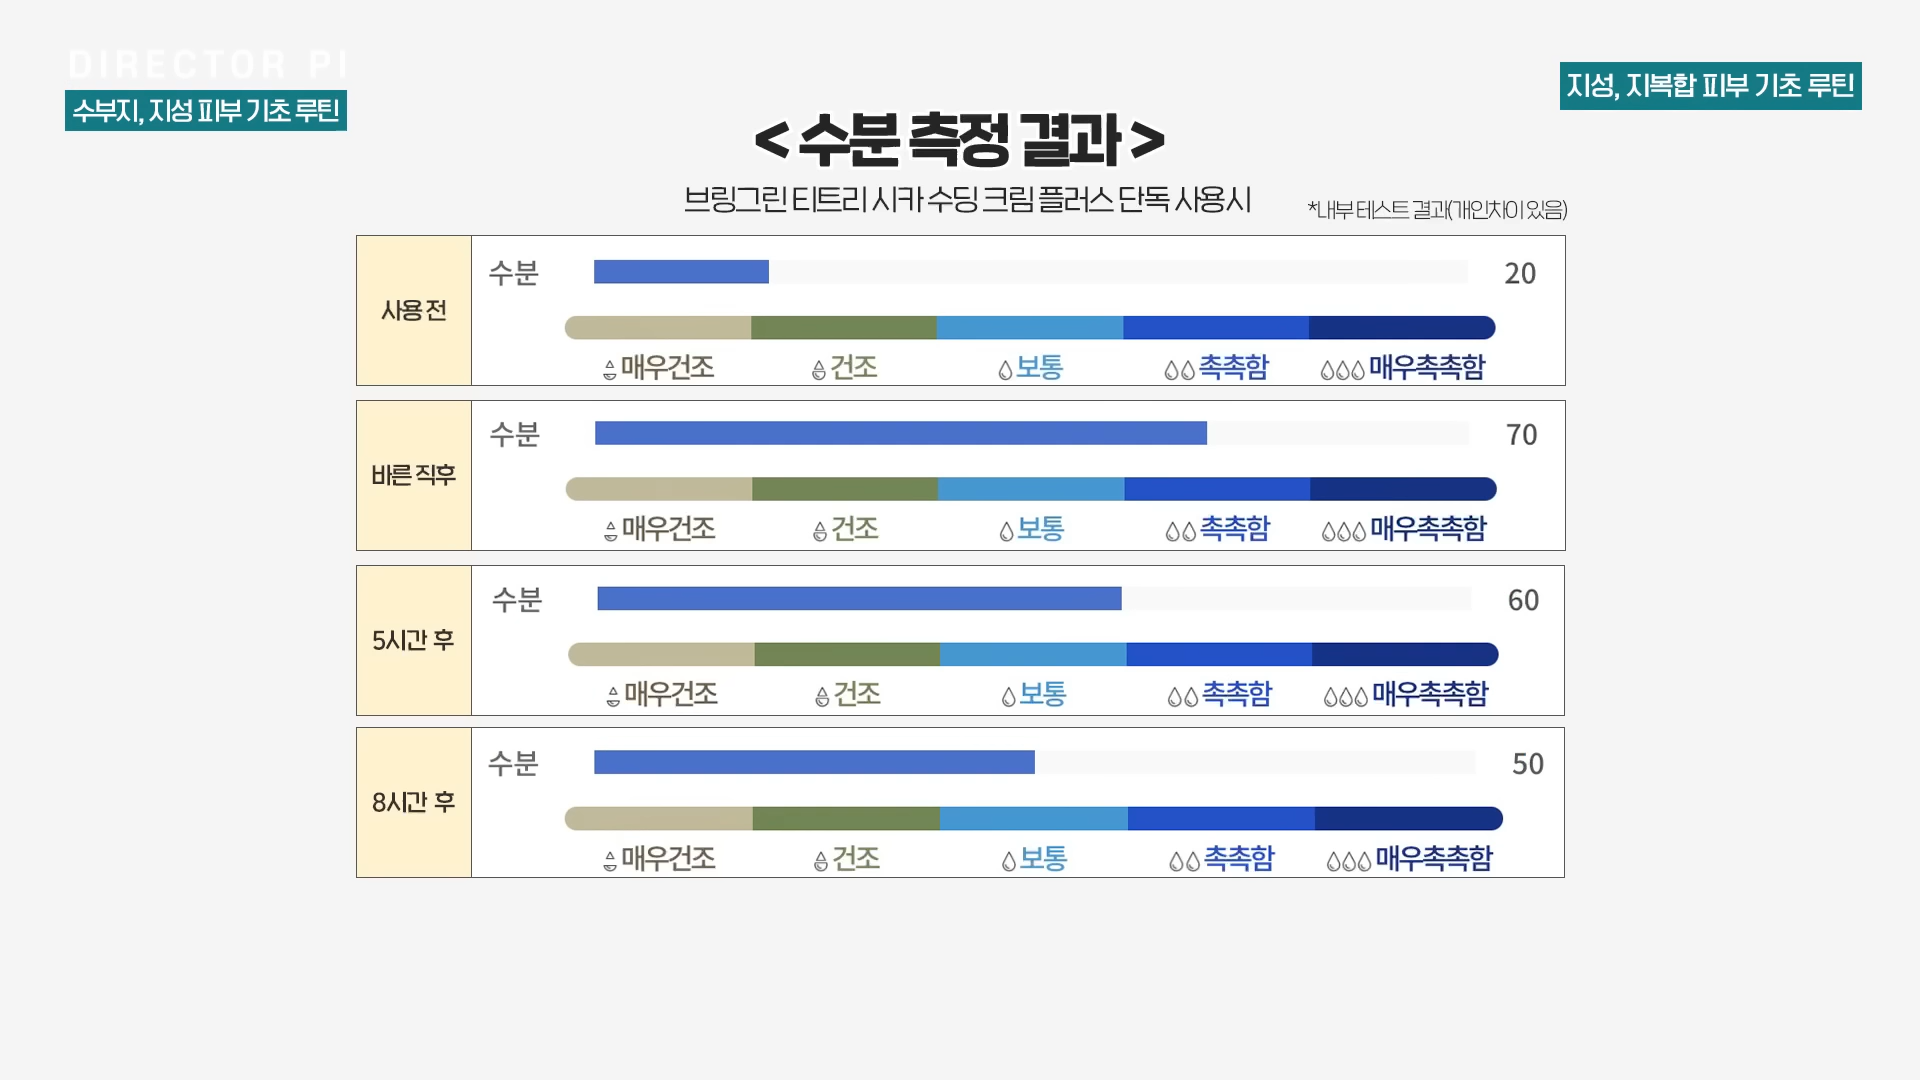 DIRECTOR PI
수부지, 지성 피부 기초 루틴
지성, 지복합 피부 기초 루틴
< 수분 측정 결과 >
브링그린 티트리 시카 수딩 크림 플러스 단독 사용시
*내부 테스트 결과(개인차이 있음)
사용 전
수분
20
매우건조 건조 보통 촉촉함 매우촉촉함
바른 직후
수분
70
매우건조 건조 보통 촉촉함 매우촉촉함
5시간 후
수분
60
매우건조 건조 보통 촉촉함 매우촉촉함
8시간 후
수분
50
매우건조 건조 보통 촉촉함 매우촉촉함